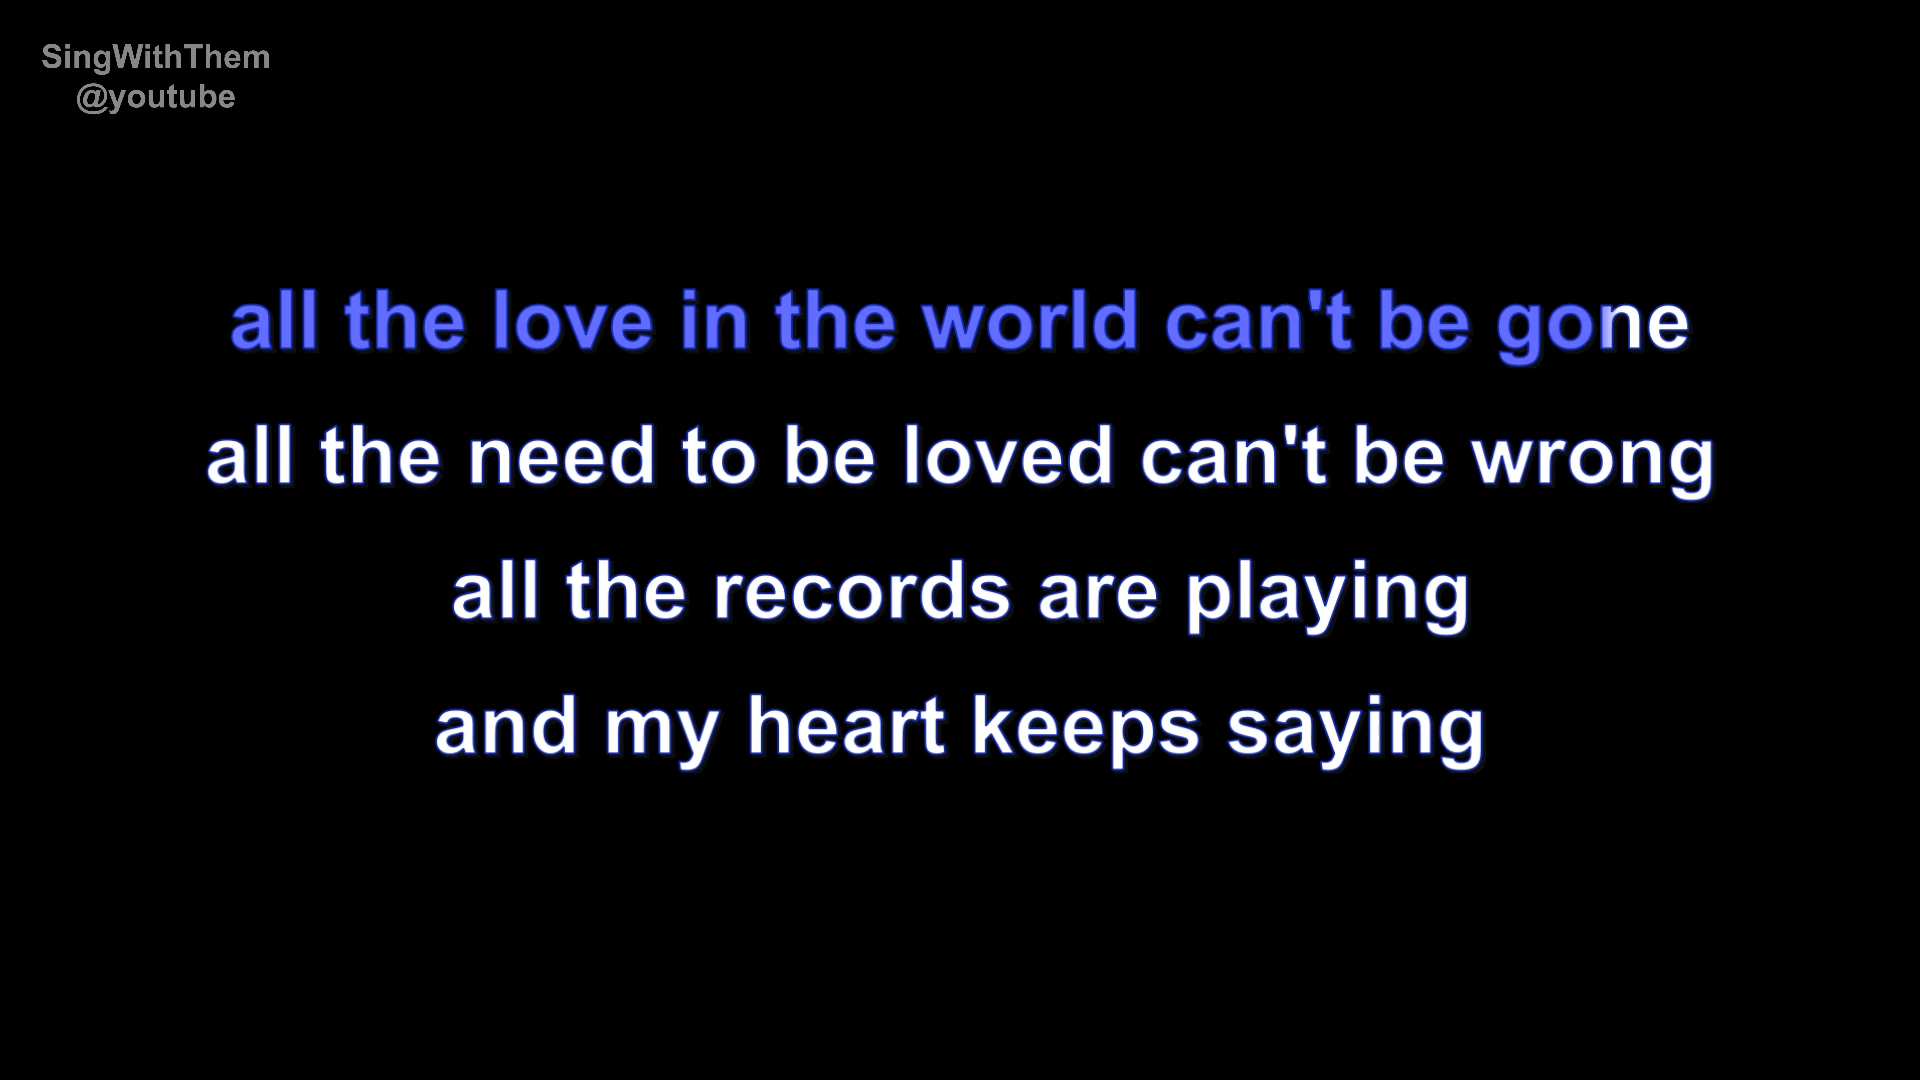 SingWithThem
@youtube
all the love in the world can't be gone
all the need to be loved can't be wrong
all the records are playing
and my heart keeps saying